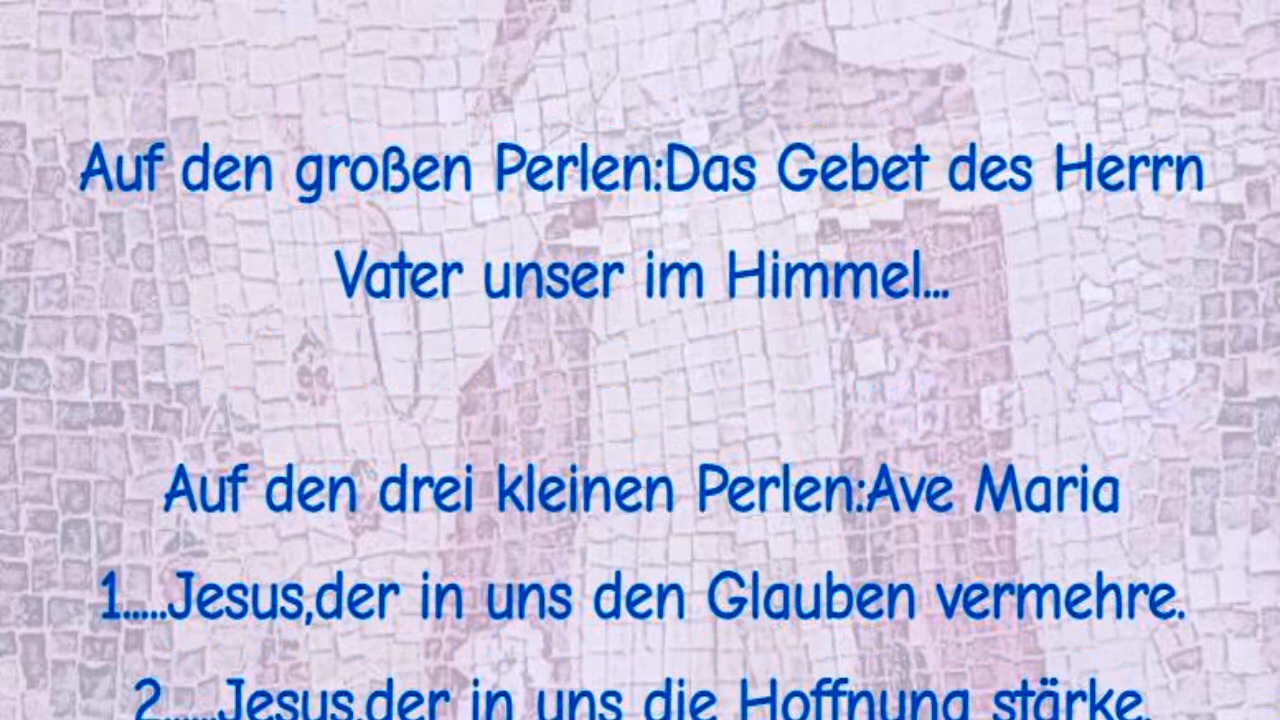 Auf den großen Perlen:Das Gebet des Herrn
Vater unser im Himmel...
Auf den drei kleinen Perlen:Ave Maria
1.....Jesus,der in uns den Glauben vermehre.
2......Jesus,der in uns die Hoffnung stärke.